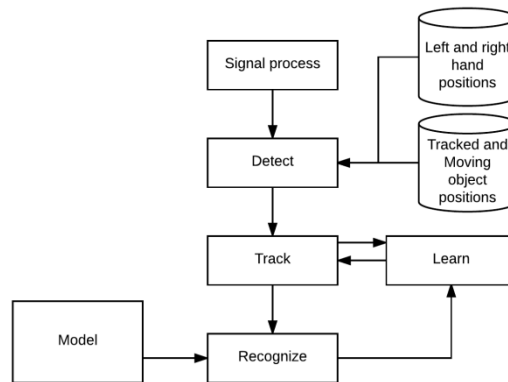 Left and right
hand
positions
Signal process
Tracked and
Moving
object
positions
Detect
Track
Learn
Model
Recognize